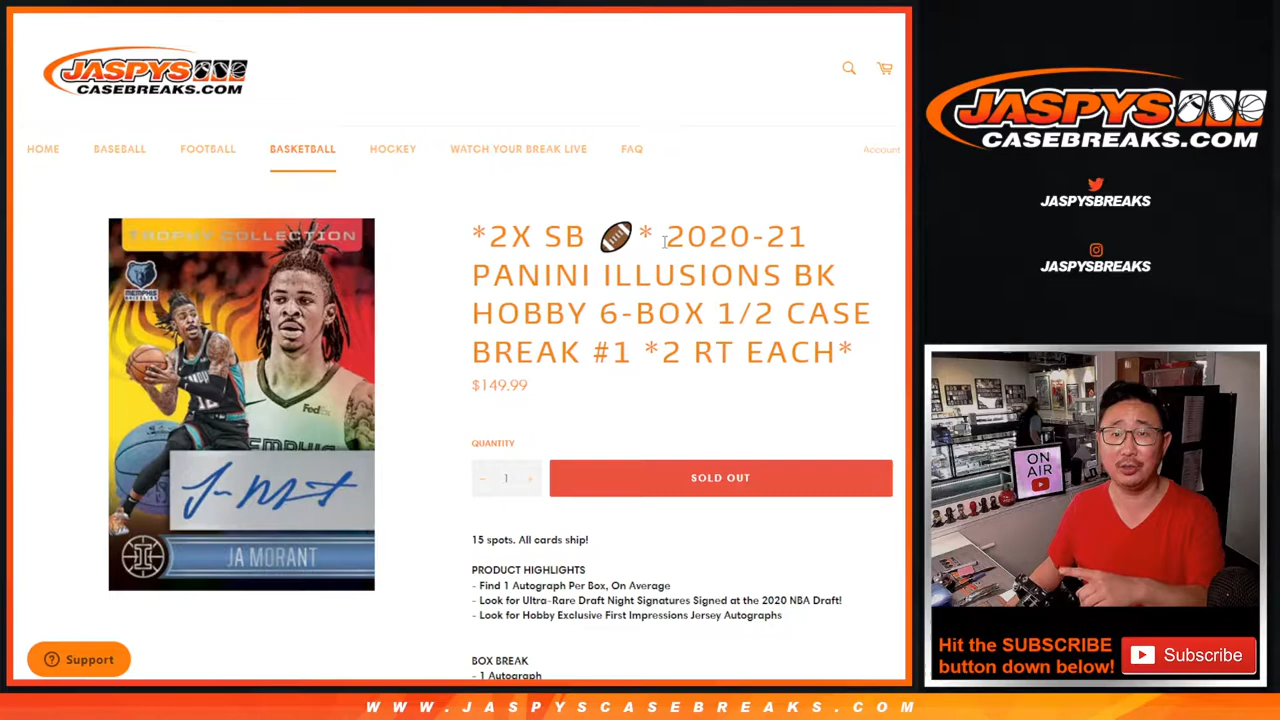 JASPYS
CASEBREAKS.COM
HOME BASEBALL FOOTBALL BASKETBALL HOCKEY WATCH YOUR BREAK LIVE FAQ Account
TROPHY COLLECTION
FedEx
MEMPHIS
JA MORANT
*2X SB 🏈* 2020-21
PANINI ILLUSIONS BK
HOBBY 6-BOX 1/2 CASE
BREAK #1 *2 RT EACH*
$149.99
QUANTITY
− 1 +
SOLD OUT
15 spots. All cards ship!
PRODUCT HIGHLIGHTS
- Find 1 Autograph Per Box, On Average
- Look for Ultra-Rare Draft Night Signatures Signed at the 2020 NBA Draft!
- Look for Hobby Exclusive First Impressions Jersey Autographs
BOX BREAK
- 1 Autograph
Support
JASPYS
CASEBREAKS.COM
JASPYSBREAKS
JASPYSBREAKS
ON
AIR
Hit the SUBSCRIBE
button down below!
Subscribe
WWW.JASPYSCASEBREAKS.COM